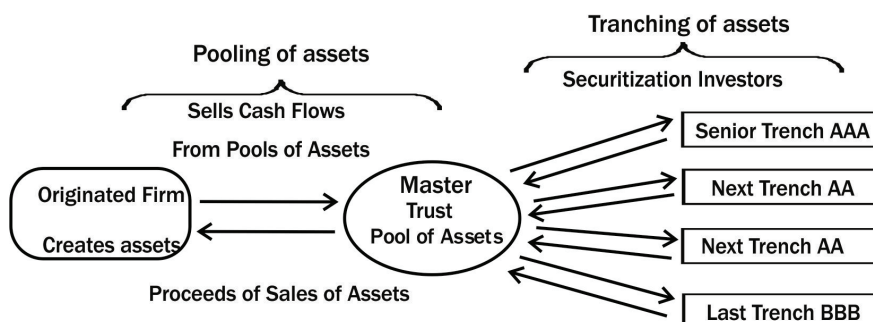 Pooling of assets
Sells Cash Flows
From Pools of Assets
Originated Firm
Creates assets
Proceeds of Sales of Assets
Master
Trust
Pool of Assets
Tranching of assets
Securitization Investors
Senior Trench AAA
Next Trench AA
Next Trench AA
Last Trench BBB